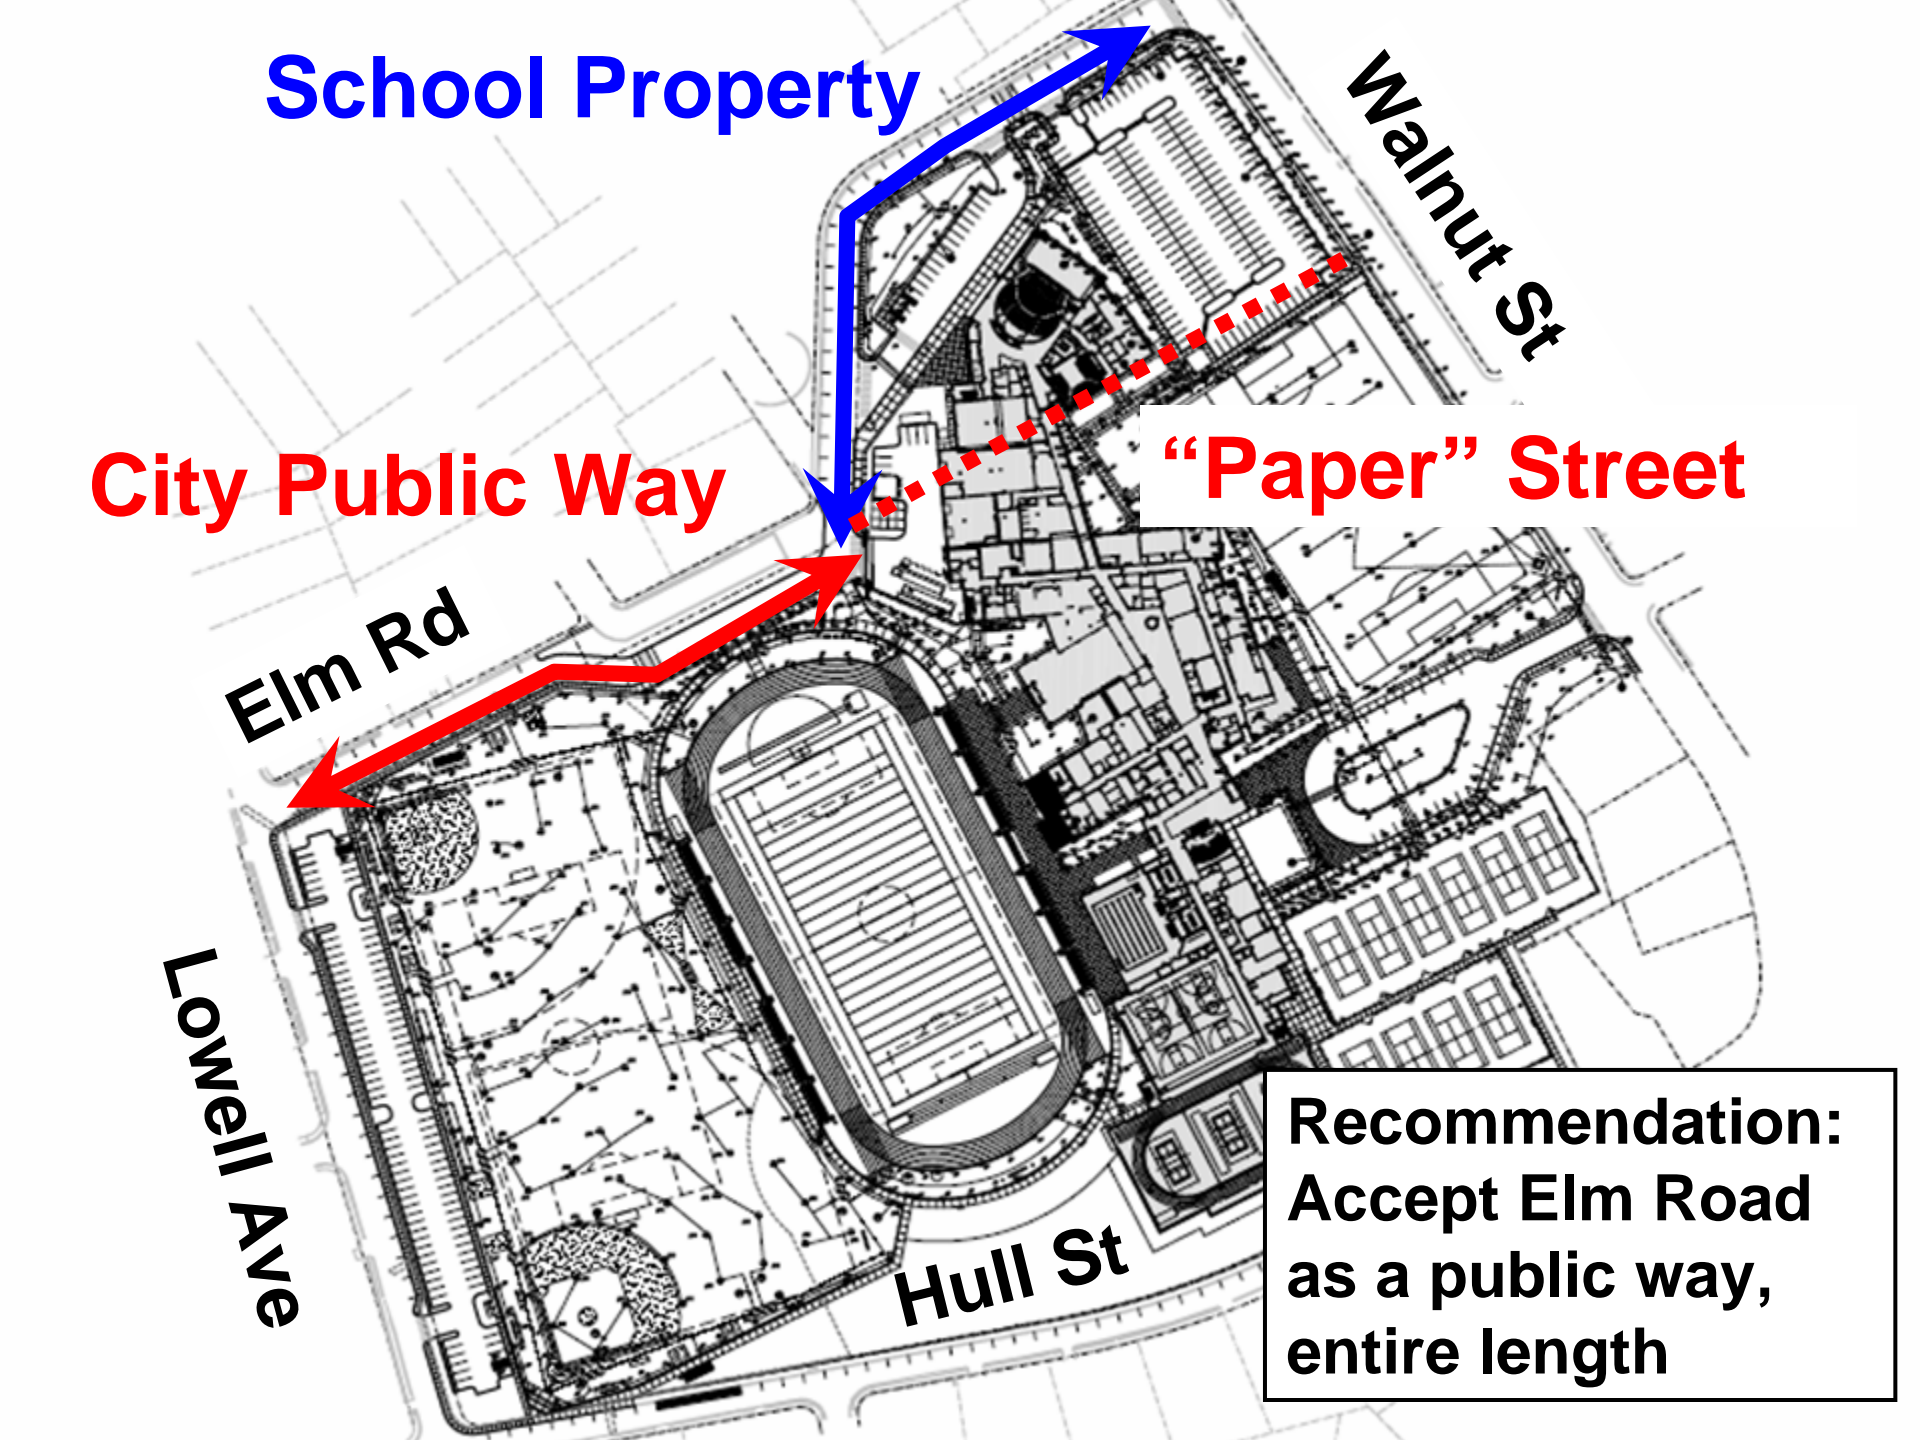 School Property
Walnut St
City Public Way
“Paper” Street
Elm Rd
Lowell Ave
Hull St
Recommendation:
Accept Elm Road
as a public way,
entire length